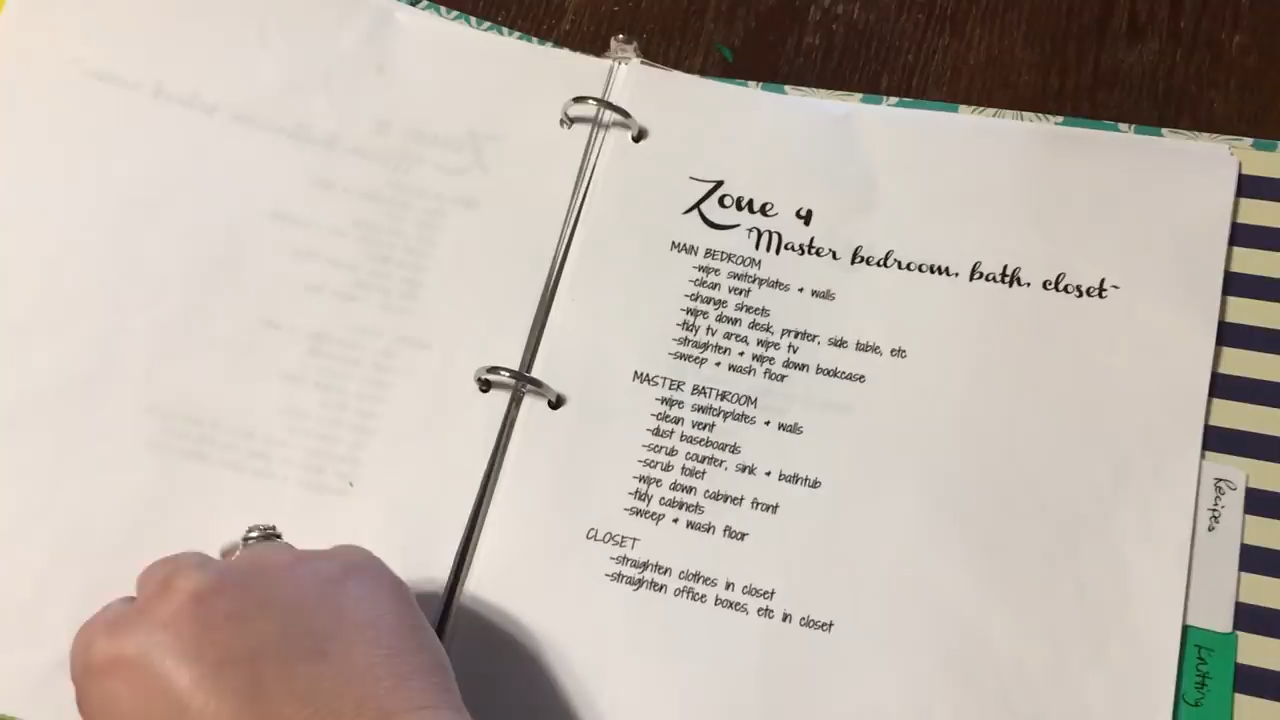 Zone 4
Master bedroom, bath, closet-
MAIN BEDROOM
-wipe switchplates + walls
-clean vent
-change sheets
-wipe down desk, printer, side table, etc
-tidy tv area, wipe tv
-straighten + wipe down bookcase
-sweep + wash floor
MASTER BATHROOM
-wipe switchplates + walls
-clean vent
-dust baseboards
-scrub counter, sink + bathtub
-scrub toilet
-wipe down cabinet front
-tidy cabinets
-sweep + wash floor
CLOSET
-straighten clothes in closet
-straighten office boxes, etc in closet
Recipes
Knitting